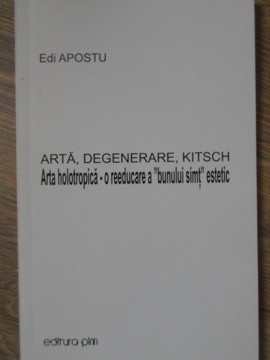 Edi APOSTU
ARTĂ, DEGENERARE, KITSCH
Arta holotropică - o reeducare a "bunului simț" estetic
editura pim